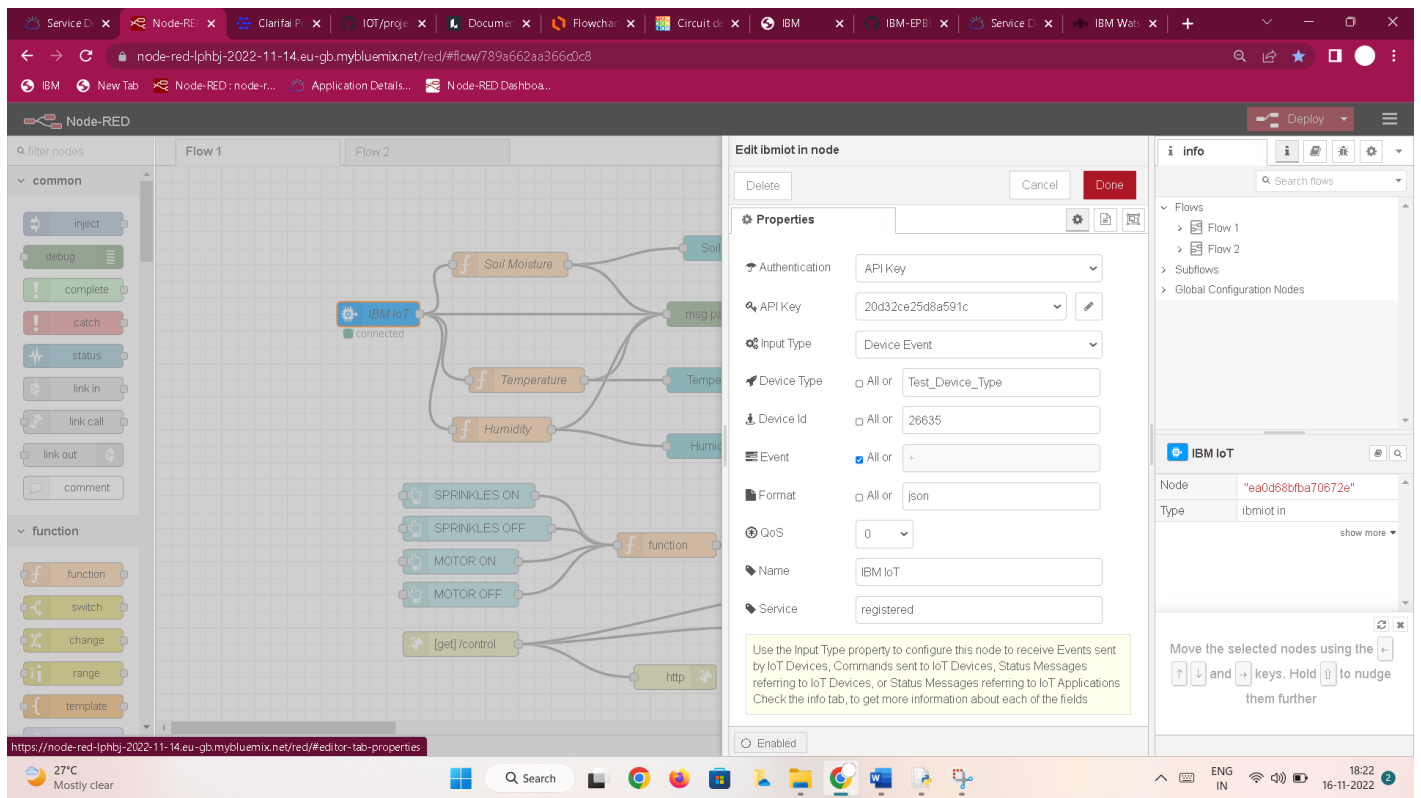 Service D
Node-RE
Clarifai P
IOT/proje
Documen
Flowchar
Circuit de
IBM
IBM-EPBL
Service D
IBM Wats
node-red-lphbj-2022-11-14.eu-gb.mybluemix.net/red/#flow/789a662aa366c0c8
IBM
New Tab
Node-RED : node-r...
Application Details...
Node-RED Dashboa...
Node-RED
Deploy
filter nodes
common
inject
debug
complete
catch
status
link in
link call
link out
comment
function
function
switch
change
range
template
Flow 1
Flow 2
Soil Moisture
Soil
IBM IoT
connected
msg.pa
Temperature
Tempe
Humidity
Humid
SPRINKLES ON
SPRINKLES OFF
MOTOR ON
MOTOR OFF
function
[get] /control
http
Edit ibmiot in node
Delete
Cancel
Done
Properties
Authentication
API Key
API Key
20d32ce25d8a591c
Input Type
Device Event
Device Type
All or
Test_Device_Type
Device Id
All or
26635
Event
All or
+
Format
All or
json
QoS
0
Name
IBM IoT
Service
registered
Use the Input Type property to configure this node to receive Events sent
by IoT Devices, Commands sent to IoT Devices, Status Messages
referring to IoT Devices, or Status Messages referring to IoT Applications
Check the info tab, to get more information about each of the fields
Enabled
info
Search flows
Flows
Flow 1
Flow 2
Subflows
Global Configuration Nodes
IBM IoT
Node
"ea0d68bfba70672e"
Type
ibmiot in
show more
Move the selected nodes using the ←
↑ ↓ and → keys. Hold ⇧ to nudge
them further
https://node-red-lphbj-2022-11-14.eu-gb.mybluemix.net/red/#editor-tab-properties
27°C
Mostly clear
Search
ENG
IN
18:22
16-11-2022
2